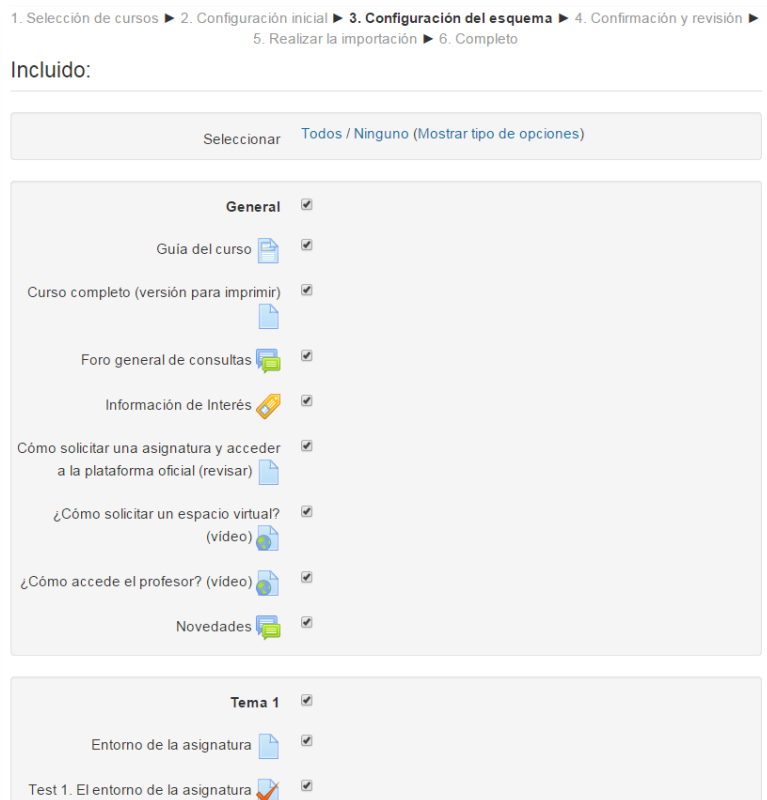 1. Selección de cursos ► 2. Configuración inicial ► 3. Configuración del esquema ► 4. Confirmación y revisión ►
5. Realizar la importación ► 6. Completo
Incluido:
Seleccionar Todos / Ninguno (Mostrar tipo de opciones)
General
Guía del curso
Curso completo (versión para imprimir)
Foro general de consultas
Información de Interés
Cómo solicitar una asignatura y acceder
a la plataforma oficial (revisar)
¿Cómo solicitar un espacio virtual?
(vídeo)
¿Cómo accede el profesor? (vídeo)
Novedades
Tema 1
Entorno de la asignatura
Test 1. El entorno de la asignatura